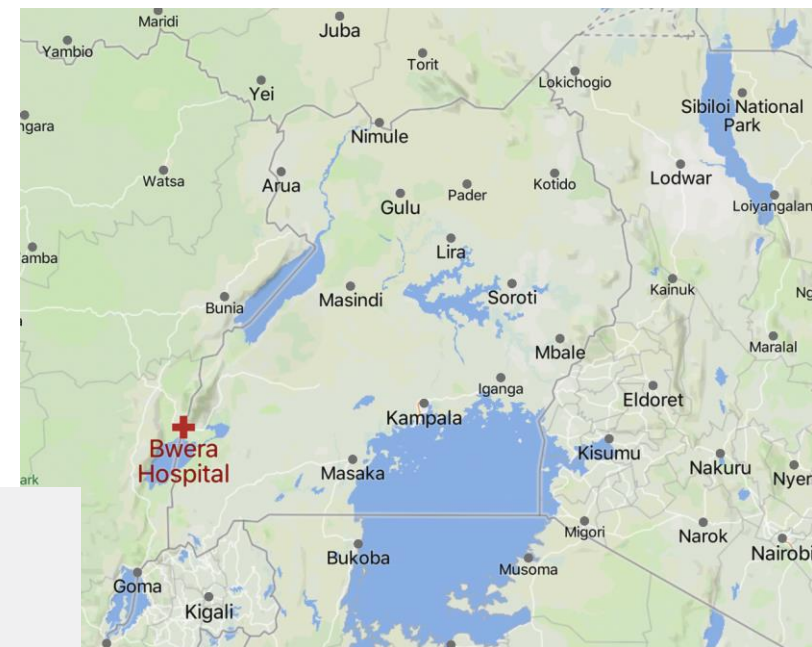 Maridi
Juba
Yambio
Torit
Lokichogio
Yei
Sibiloi National
Park
ngara
Nimule
Watsa
Arua
Kotido
Lodwar
Pader
Gulu
Loiyangalan
Lira
amba
Kainuk
Ng
Bunia
Masindi
Soroti
Mbale
Maralal
Iganga
Eldoret
Kampala
Bwera
Hospital
Kisumu
Masaka
Nakuru
Nyer
ark
Migori
Narok
Bukoba
Nairobi
Musoma
Goma
Kigali